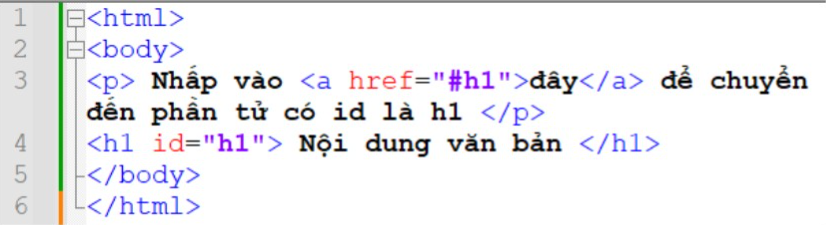 1 <html>
2 <body>
3 <p> Nhấp vào <a href="#h1">đây</a> để chuyển
đến phần tử có id là h1 </p>
4 <h1 id="h1"> Nội dung văn bản </h1>
5 </body>
6 </html>